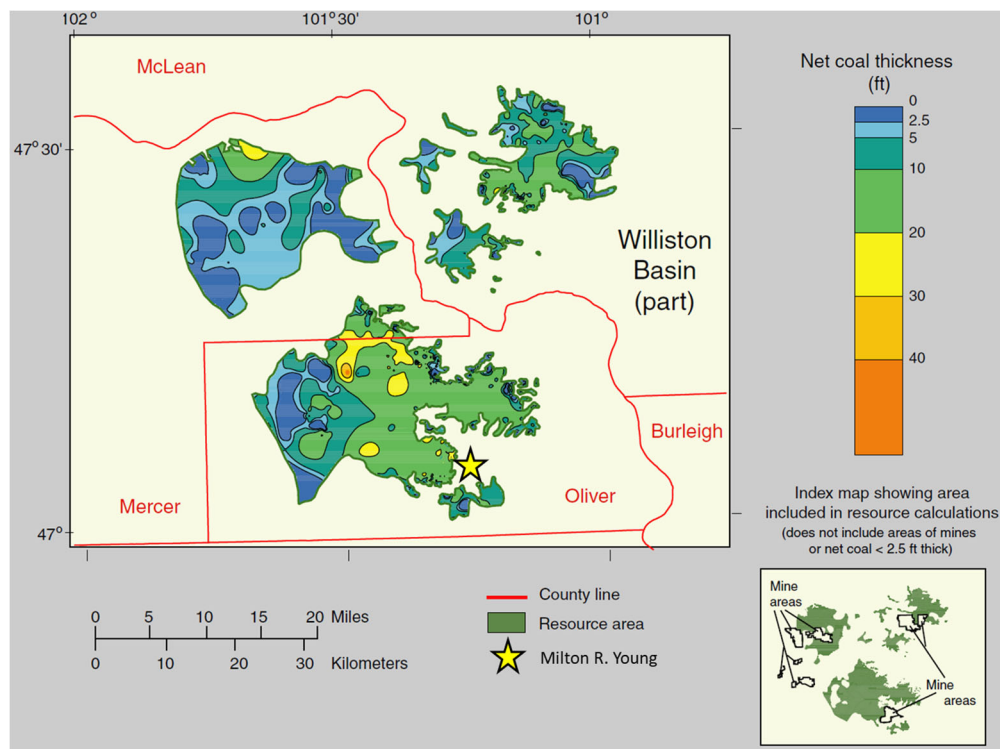 102°
101°30'
101°
McLean
47°30'
Williston
Basin
(part)
Burleigh
Mercer
Oliver
47°
Net coal thickness
(ft)
0
2.5
5
10
20
30
40
Index map showing area
included in resource calculations
(does not include areas of mines
or net coal < 2.5 ft thick)
0 5 10 15 20 Miles
0 10 20 30 Kilometers
County line
Resource area
Milton R. Young
Mine
areas
Mine
areas